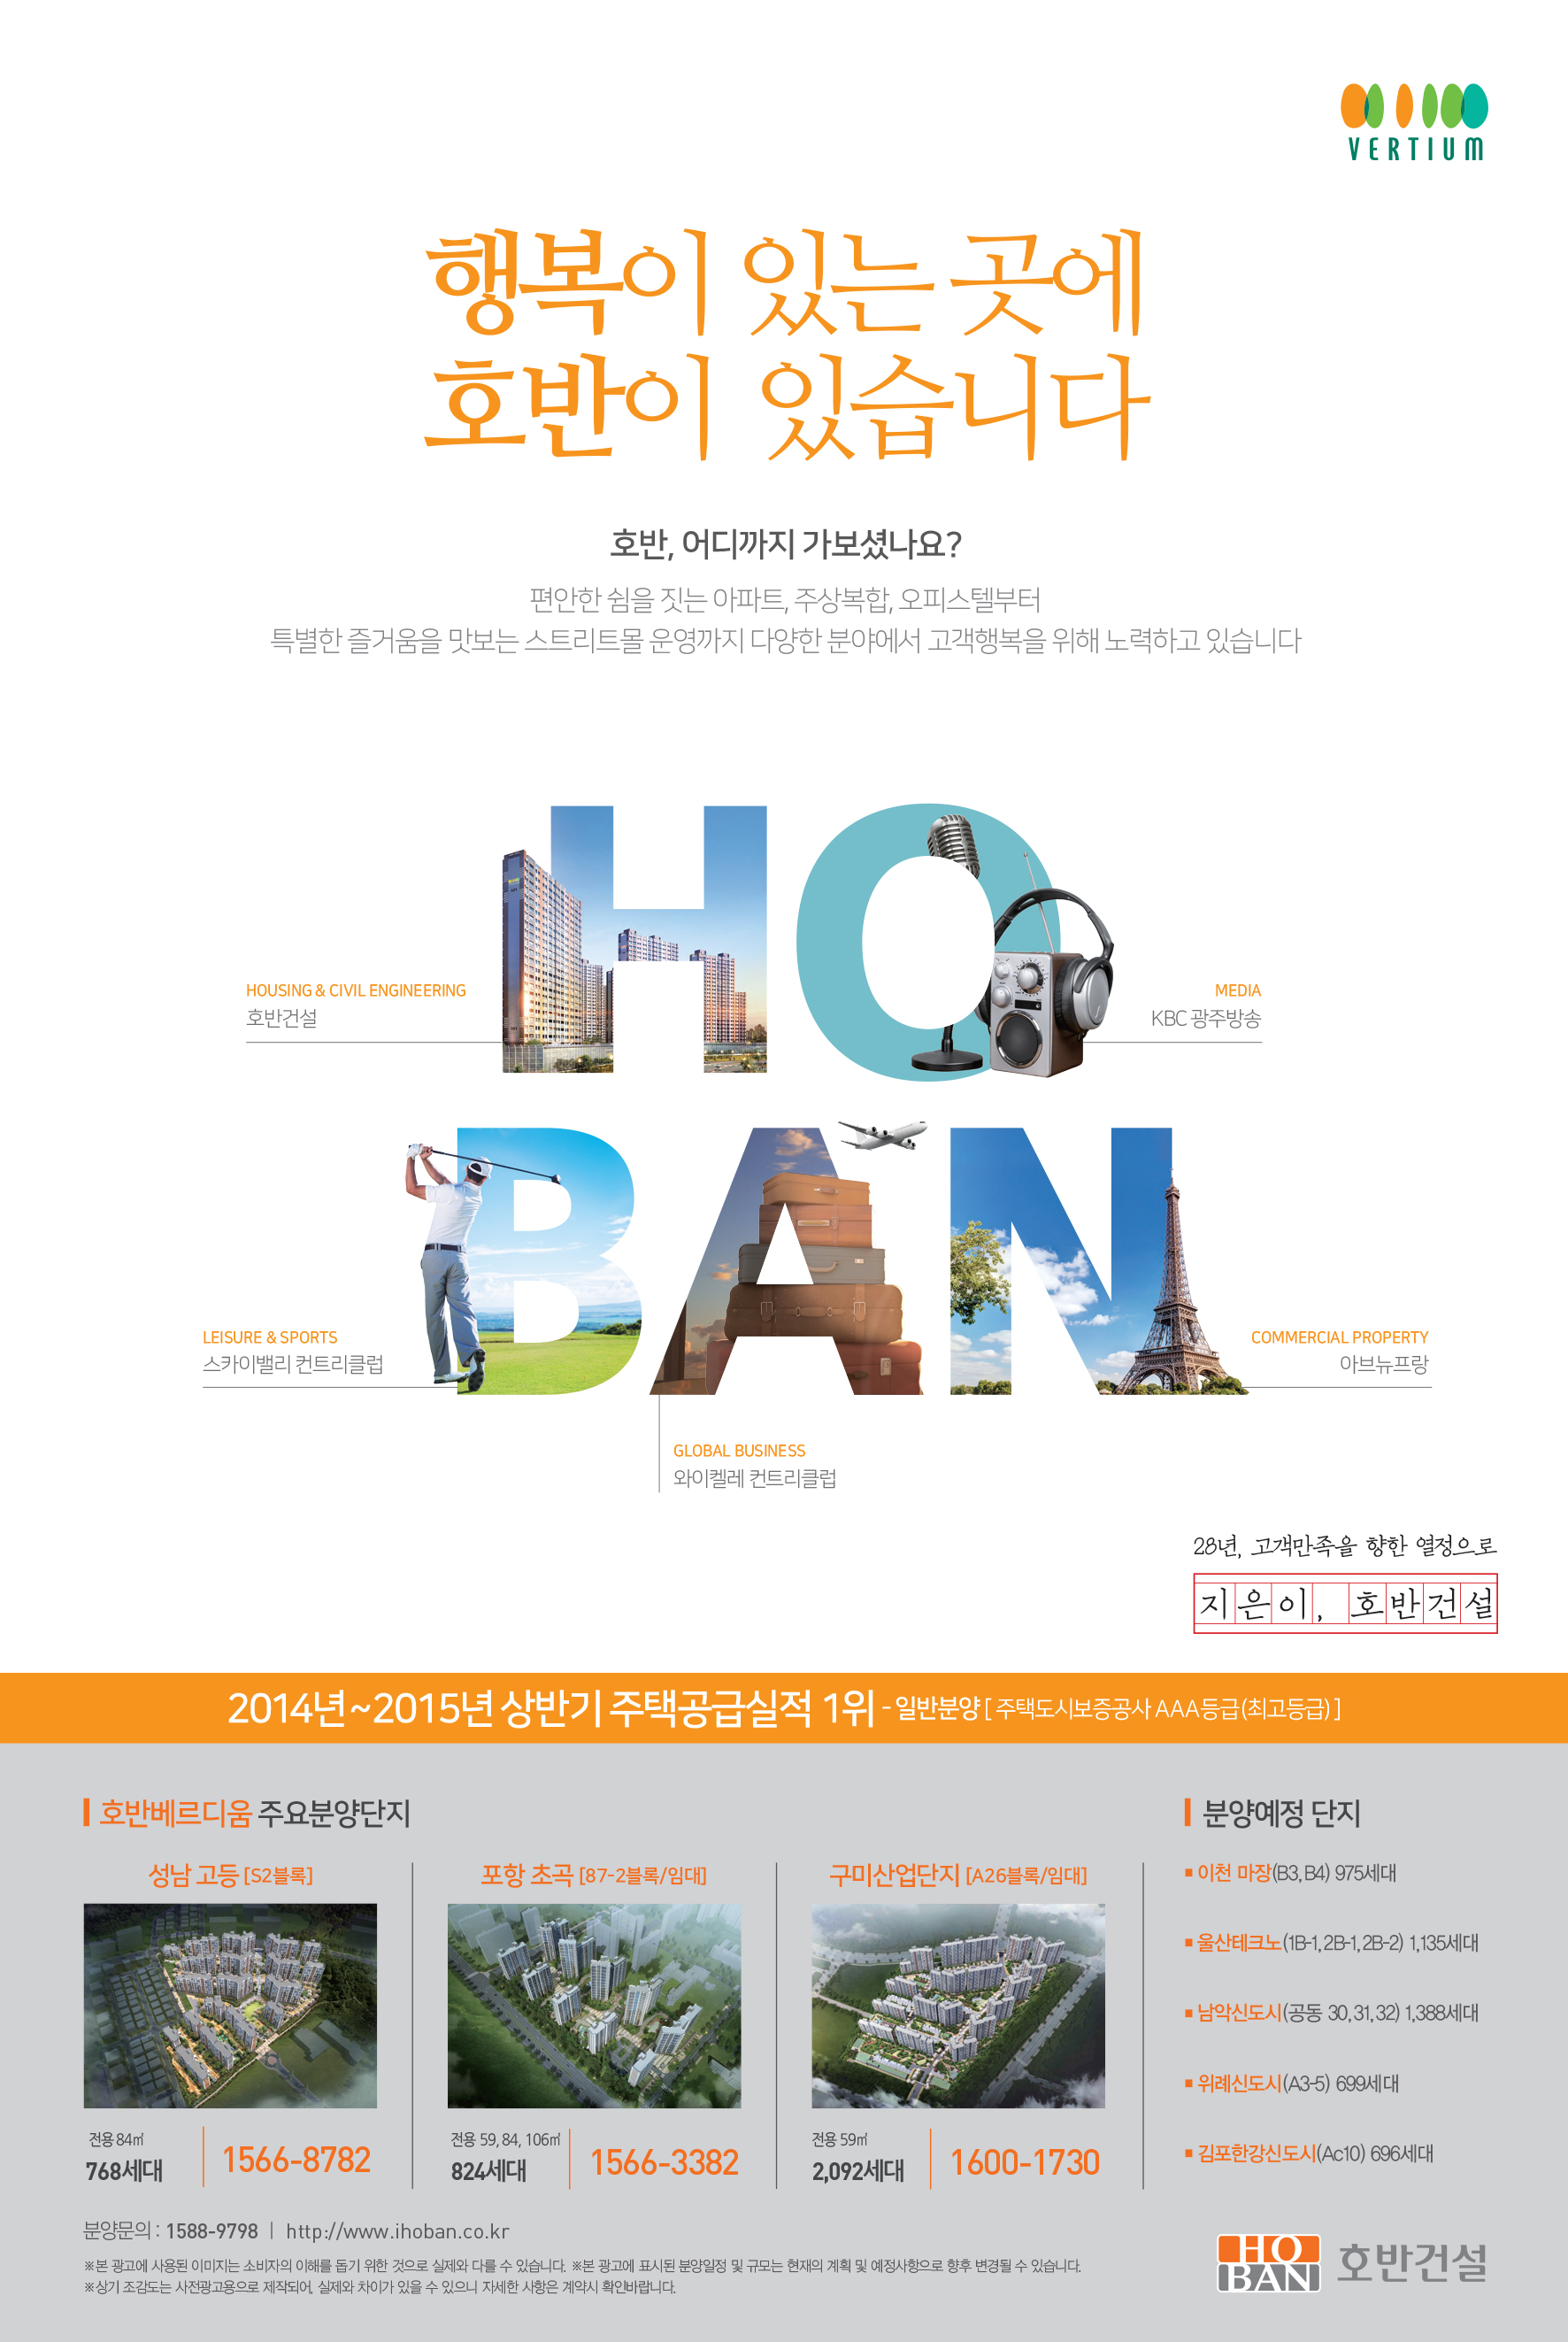 VERTIUM
행복이 있는 곳에
호반이 있습니다
호반, 어디까지 가보셨나요?
편안한 쉼을 짓는 아파트, 주상복합, 오피스텔부터
특별한 즐거움을 맛보는 스트리트몰 운영까지 다양한 분야에서 고객행복을 위해 노력하고 있습니다
HO
HOUSING & CIVIL ENGINEERING
호반건설
MEDIA
KBC 광주방송
BAN
LEISURE & SPORTS
스카이밸리 컨트리클럽
COMMERCIAL PROPERTY
아브뉴프랑
GLOBAL BUSINESS
와이켈레 컨트리클럽
28년, 고객만족을 향한 열정으로
지은이, 호반건설
2014년~2015년 상반기 주택공급실적 1위 - 일반분양 [ 주택도시보증공사 AAA등급(최고등급) ]
호반베르디움 주요분양단지
성남 고등 [S2블록]
전용 84㎡
768세대
1566-8782
포항 초곡 [87-2블록/임대]
전용 59, 84, 106㎡
824세대
1566-3382
구미산업단지 [A26블록/임대]
전용 59㎡
2,092세대
1600-1730
분양예정 단지
■ 이천 마장(B3, B4) 975세대
■ 울산테크노(1B-1, 2B-1, 2B-2) 1,135세대
■ 남악신도시(공동 30, 31, 32) 1,388세대
■ 위례신도시(A3-5) 699세대
■ 김포한강신도시(Ac10) 696세대
분양문의 : 1588-9798 | http://www.ihoban.co.kr
※본 광고에 사용된 이미지는 소비자의 이해를 돕기 위한 것으로 실제와 다를 수 있습니다. ※본 광고에 표시된 분양일정 및 규모는 현재의 계획 및 예정사항으로 향후 변경될 수 있습니다.
※상기 조감도는 사전광고용으로 제작되어, 실제와 차이가 있을 수 있으니 자세한 사항은 계약시 확인바랍니다.
HO
BAN
호반건설